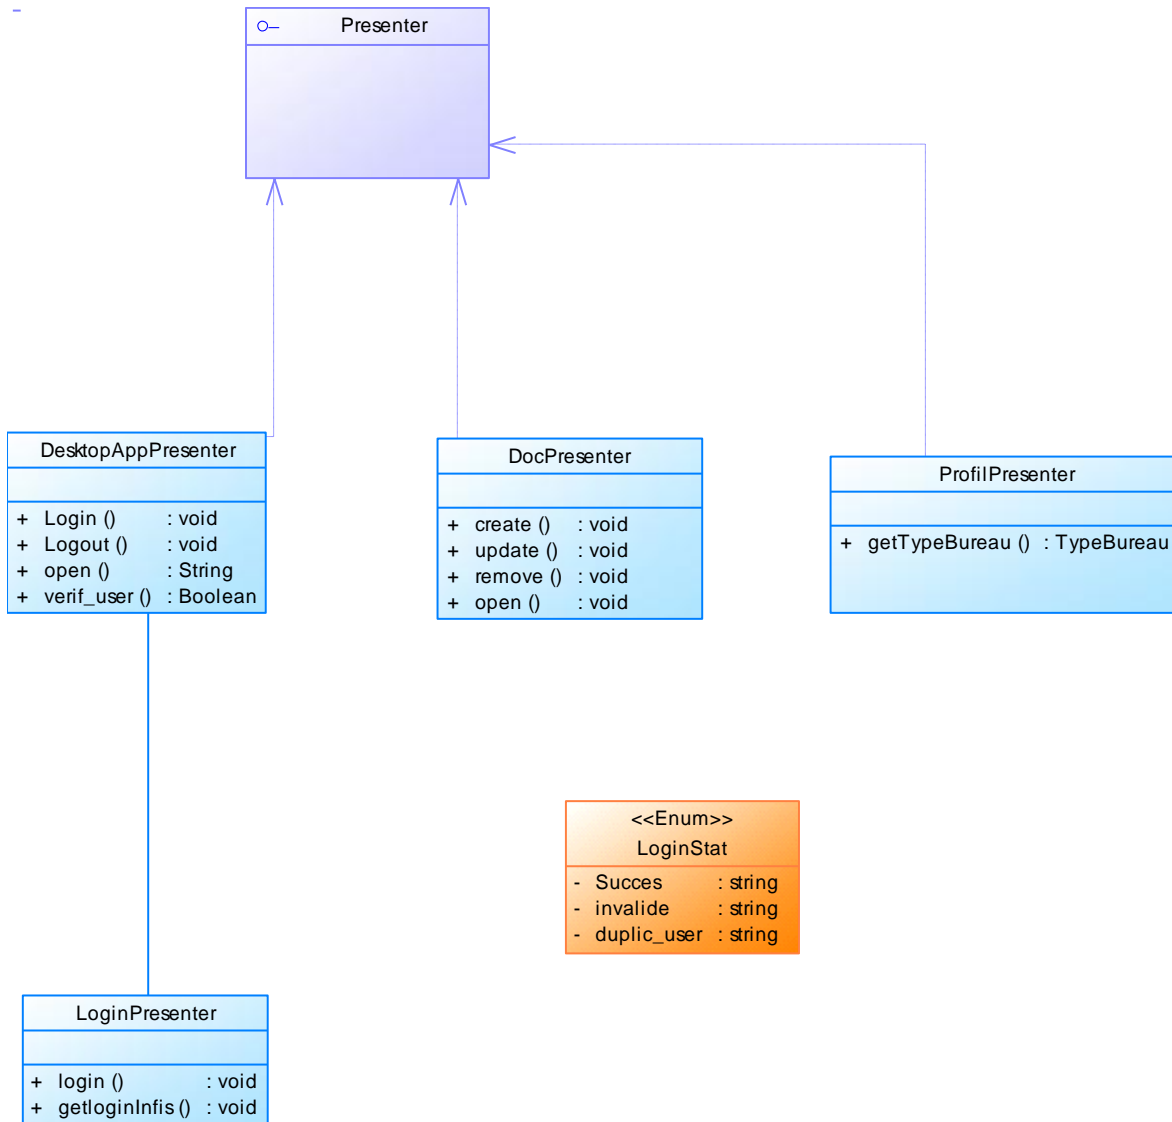 Presenter
DesktopAppPresenter
+ Login () : void
+ Logout () : void
+ open () : String
+ verif_user () : Boolean
DocPresenter
+ create () : void
+ update () : void
+ remove () : void
+ open () : void
ProfilPresenter
+ getTypeBureau () : TypeBureau
<<Enum>>
LoginStat
- Succes : string
- invalide : string
- duplic_user : string
LoginPresenter
+ login () : void
+ getloginInfis () : void